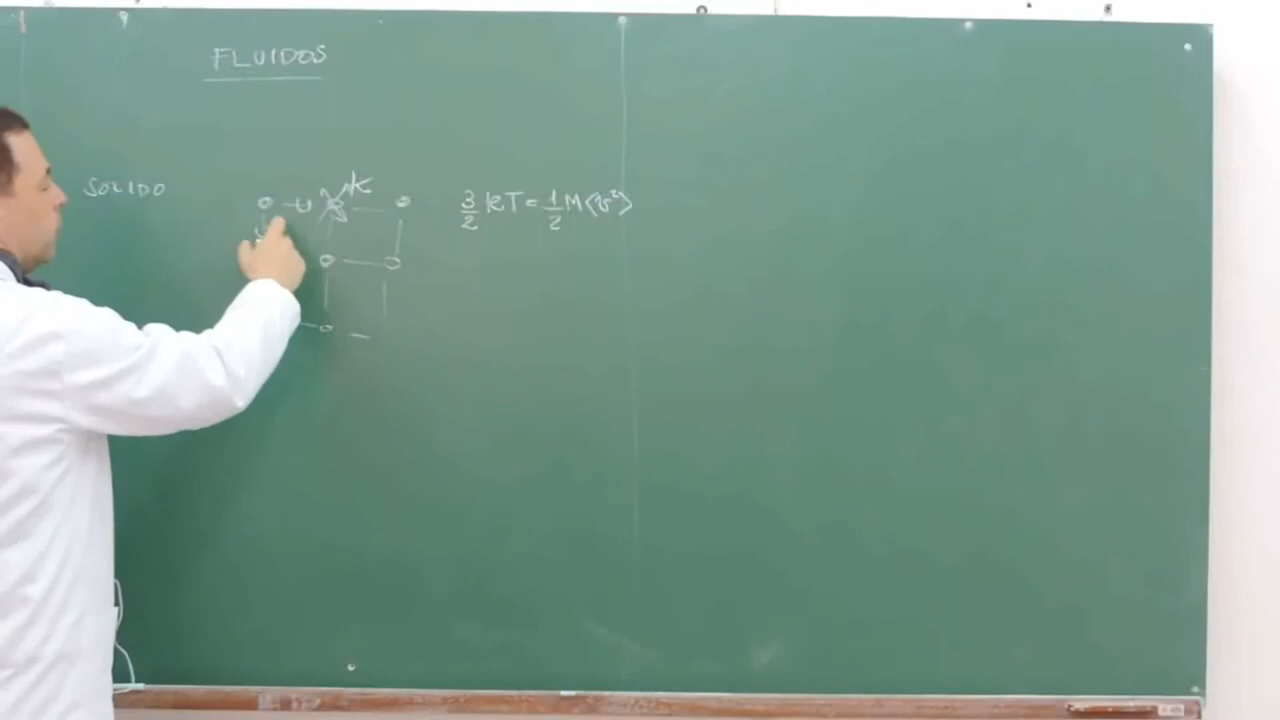 FLUIDOS
SOLIDO
U K
3/2 kT = 1/2 M<v²>